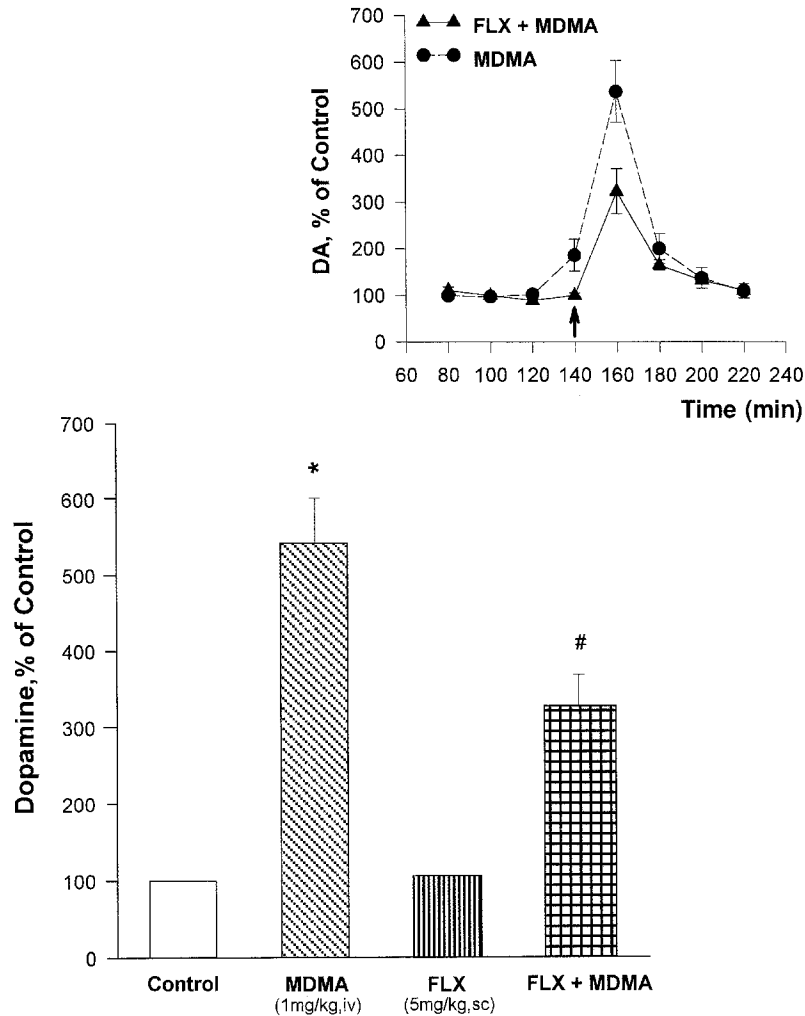 FLX + MDMA
MDMA
700
600
500
400
300
200
100
0
DA, % of Control
60 80 100 120 140 160 180 200 220 240
Time (min)
700
600
500
400
300
200
100
0
Dopamine,% of Control
*
#
Control MDMA FLX FLX + MDMA
(1mg/kg,iv) (5mg/kg,sc)